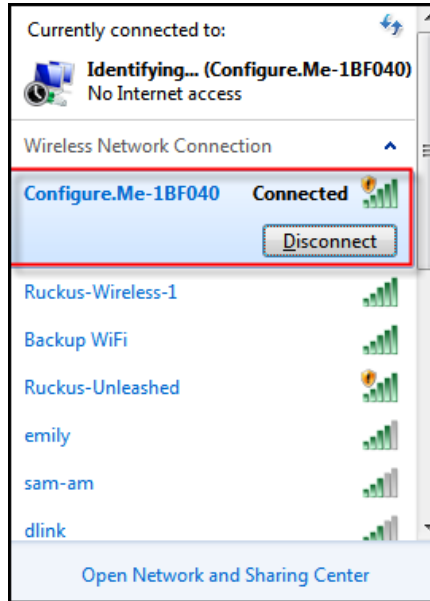 Currently connected to:
Identifying... (Configure.Me-1BF040)
No Internet access
Wireless Network Connection
Configure.Me-1BF040 Connected
Disconnect
Ruckus-Wireless-1
Backup WiFi
Ruckus-Unleashed
emily
sam-am
dlink
Open Network and Sharing Center